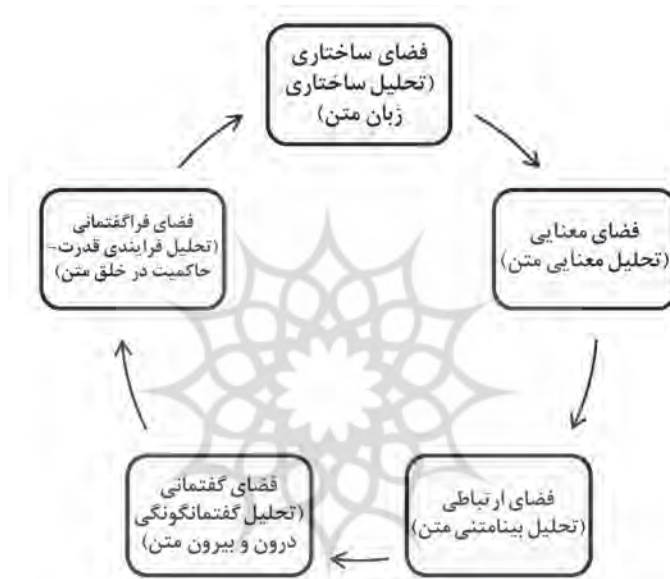 فضای ساختاری
(تحلیل ساختاری
زبان متن)
فضای معنایی
(تحلیل معنایی متن)
فضای ارتباطی
(تحلیل بینامتنی متن)
فضای گفتمانی
(تحلیل گفتمانگونگی
درون و بیرون متن)
فضای فراگفتمانی
(تحلیل فرایندی قدرت-
حاکمیت در خلق متن)